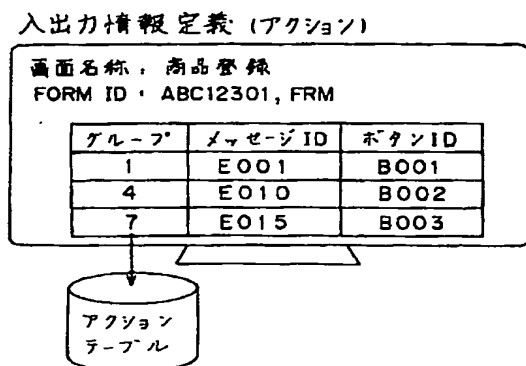 入出力情報定義 (アクション)
画面名称: 商品登録
FORM ID: ABC12301, FRM
グループ メッセージID ボタンID
1 E001 B001
4 E010 B002
7 E015 B003
アクション
テーブル